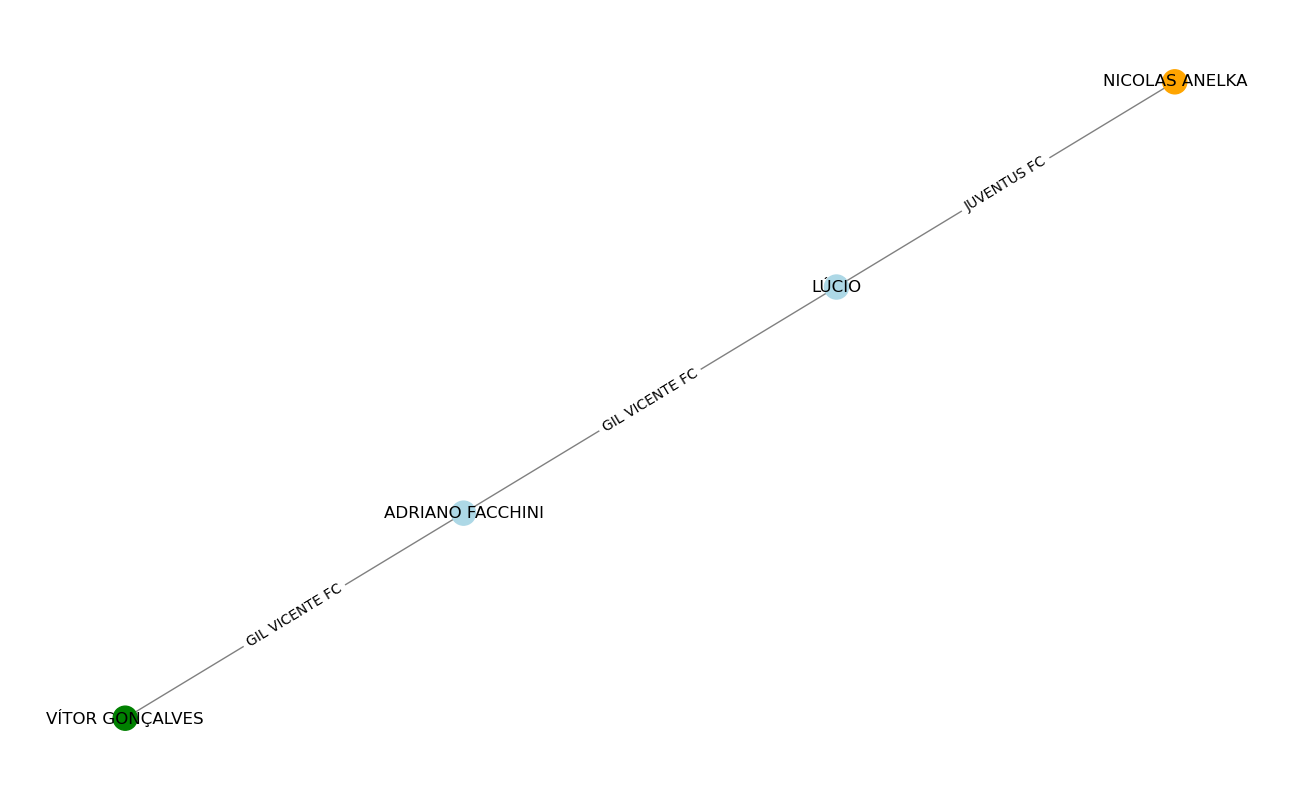 NICOLAS ANELKA
JUVENTUS FC
LÚCIO
GIL VICENTE FC
ADRIANO FACCHINI
GIL VICENTE FC
VÍTOR GONÇALVES